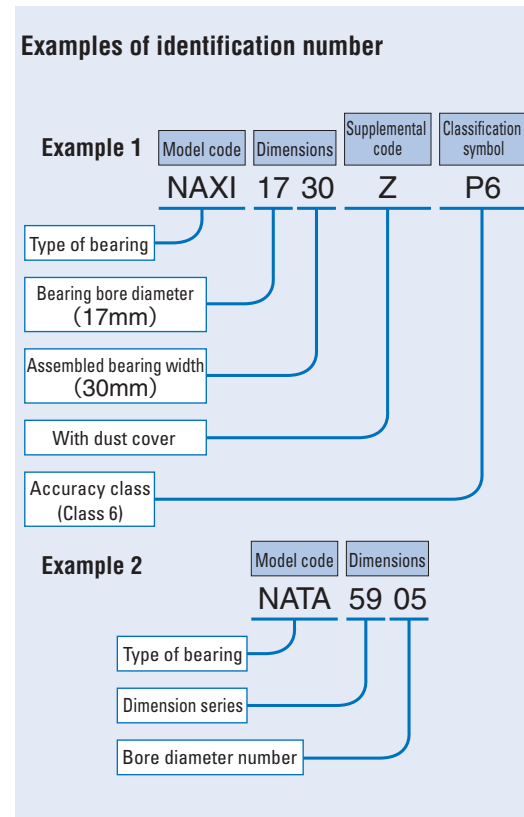 Examples of identification number
Example 1
Model code
Dimensions
Supplemental
code
Classification
symbol
NAXI 17 30 Z P6
Type of bearing
Bearing bore diameter
（17mm）
Assembled bearing width
（30mm）
With dust cover
Accuracy class
(Class 6)
Example 2
Model code
Dimensions
NATA 59 05
Type of bearing
Dimension series
Bore diameter number